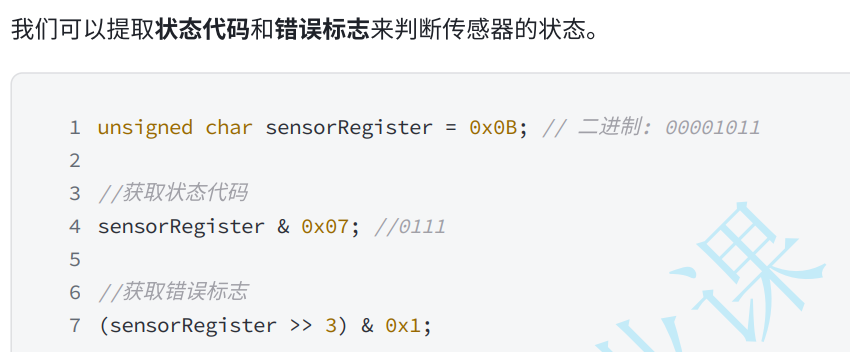 我们可以提取状态代码和错误标志来判断传感器的状态。
1 unsigned char sensorRegister = 0x0B; // 二进制: 00001011
2
3 //获取状态代码
4 sensorRegister & 0x07; //0111
5
6 //获取错误标志
7 (sensorRegister >> 3) & 0x1;
课